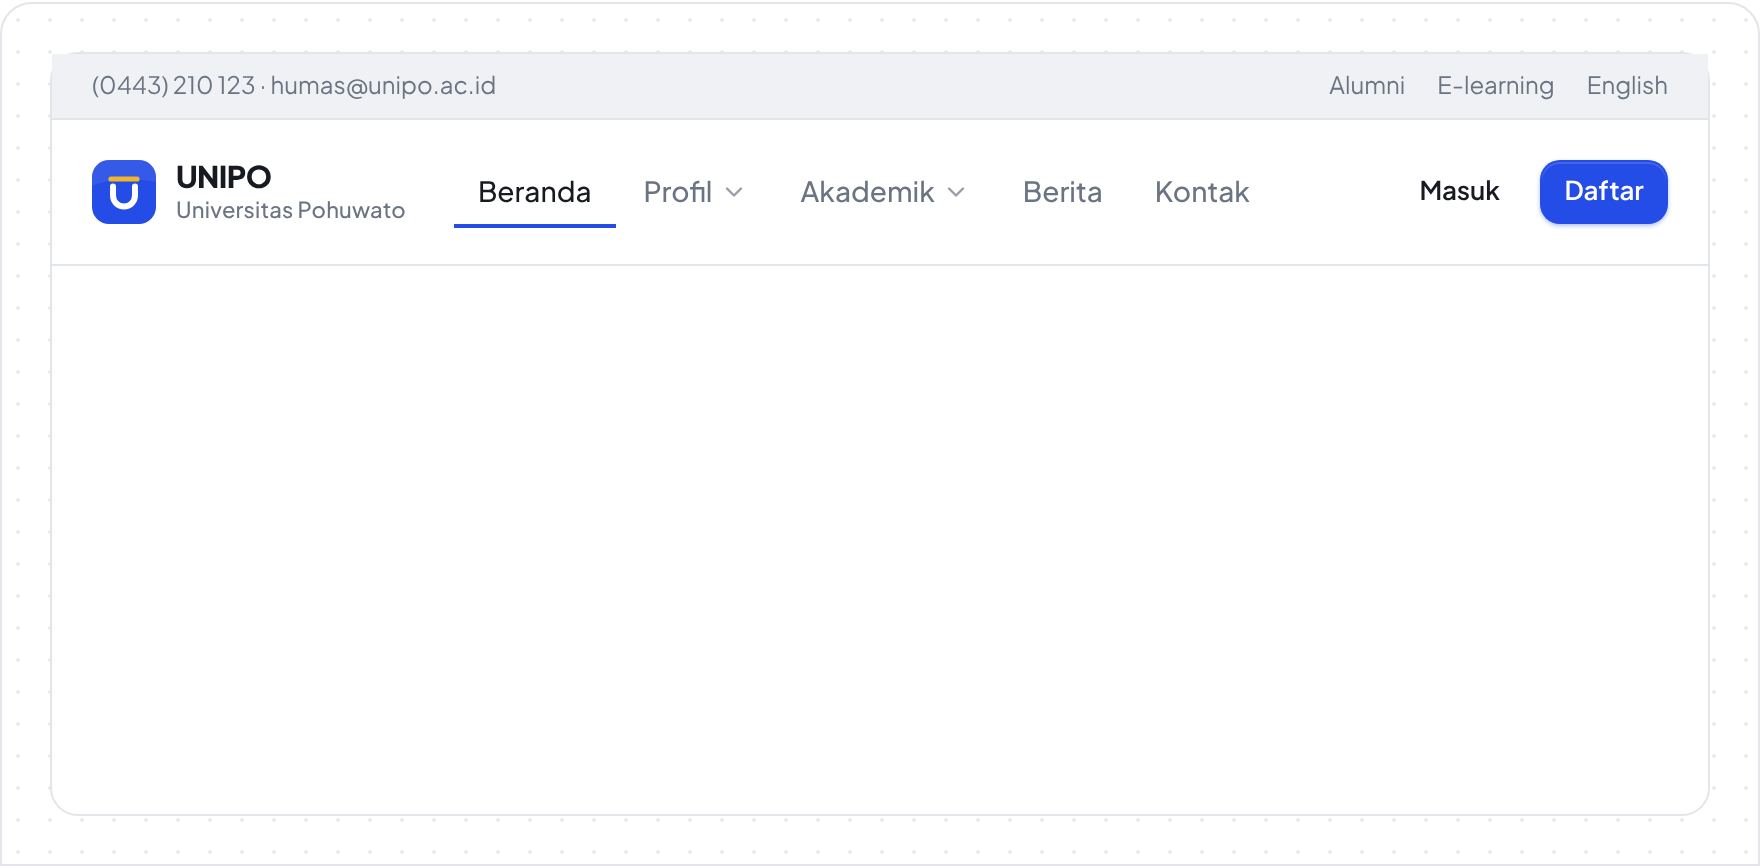 (0443) 210 123 · humas@unipo.ac.id
Alumni E-learning English
UNIPO
Universitas Pohuwato
Beranda Profil Akademik Berita Kontak
Masuk Daftar